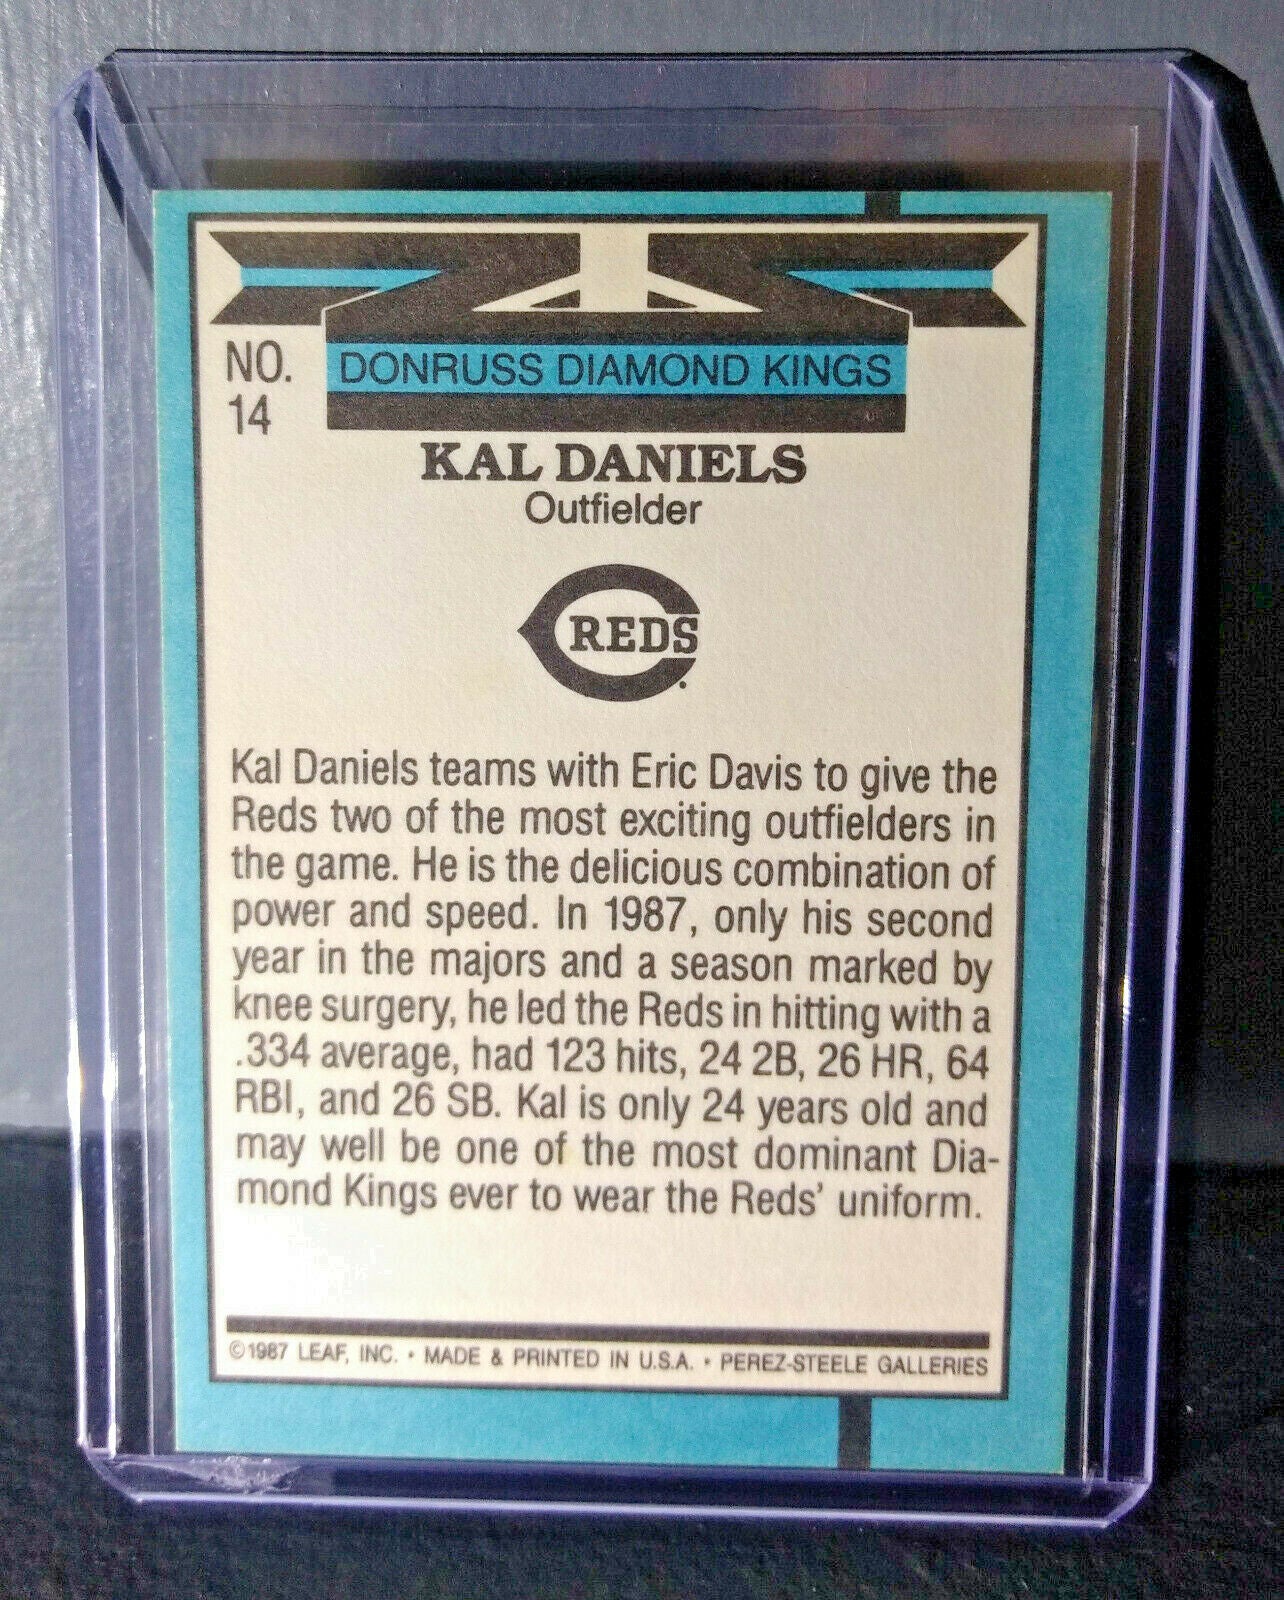 NO.
14
DONRUSS DIAMOND KINGS
KAL DANIELS
Outfielder
REDS
Kal Daniels teams with Eric Davis to give the
Reds two of the most exciting outfielders in
the game. He is the delicious combination of
power and speed. In 1987, only his second
year in the majors and a season marked by
knee surgery, he led the Reds in hitting with a
.334 average, had 123 hits, 24 2B, 26 HR, 64
RBI, and 26 SB. Kal is only 24 years old and
may well be one of the most dominant Dia-
mond Kings ever to wear the Reds' uniform.
©1987 LEAF, INC. • MADE & PRINTED IN U.S.A. • PEREZ-STEELE GALLERIES